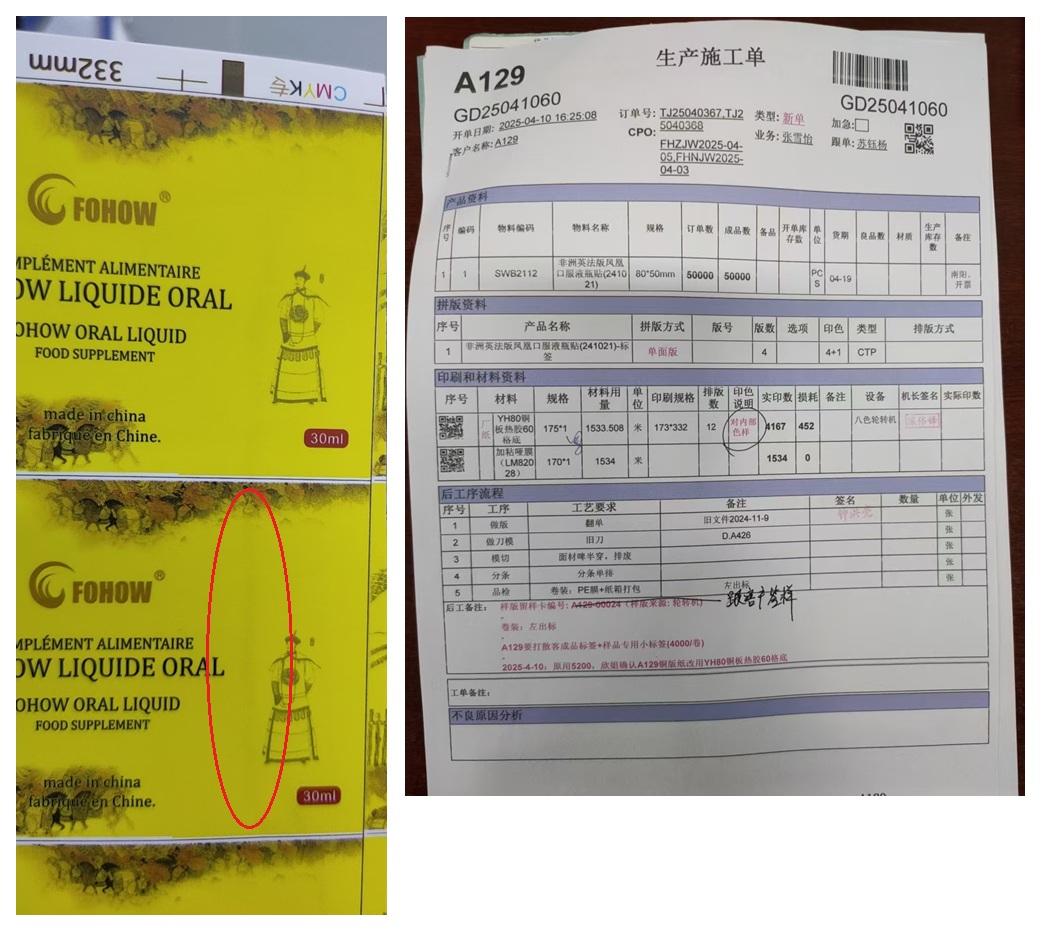 332mm
CMYK专
FOHOW®
MPLÉMENT ALIMENTAIRE
OW LIQUIDE ORAL
OHOW ORAL LIQUID
FOOD SUPPLEMENT
made in china
fabriqué en Chine.
30ml
FOHOW®
MPLÉMENT ALIMENTAIRE
OW LIQUIDE ORAL
OHOW ORAL LIQUID
FOOD SUPPLEMENT
made in china
fabriqué en Chine.
30ml
生产施工单
A129
GD25041060
开单日期: 2025-04-10 16:25:08
客户名称: A129
订单号: TJ25040367,TJ2
5040368
CPO: FHZJW2025-04-
05,FHNJW2025-
04-03
类型: 新单
业务: 张雪怡
GD25041060
加急:
跟单: 苏钰杨
产品资料
序号 编码 物料编码 物料名称 规格 订单数 成品数 备品 开单库存数 单位 货期 良品数 材质 生产库存数 备注
1 1 SWB2112 非洲英法版凤凰口服液瓶贴(241021) 80*50mm 50000 50000 PCS 04-19 南阳、开票
拼版资料
序号 产品名称 拼版方式 版号 版数 选项 印色 类型 排版方式
1 非洲英法版凤凰口服液瓶贴(241021)-标签 单面版 4 4+1 CTP
印刷和材料资料
序号 材料 规格 材料用量 单位 印刷规格 排版数 印色说明 实印数 损耗 备注 设备 机长签名 实际印数
厂纸 YH80铜板热胶60格底 175*1 1533.508 米 173*332 12 对内部色样 4167 452 八色轮转机
加粘哑膜(LM82028) 170*1 1534 米 1534 0
后工序流程
序号 工序 工艺要求 备注 签名 数量 单位 外发
1 做版 翻单 旧文件2024-11-9 张
2 做刀模 旧刀 D.A426 张
3 模切 面材啤半穿，排废 张
4 分条 分条单排 张
5 品检 卷装：PE膜+纸箱打包 左出标 张
后工备注: 样版留样卡编号: A129-00024（样版来源: 轮转机）
跟客户签样
卷装：左出标
A129要打散客成品标签+样品专用小标签(4000/卷)
2025-4-10：原用5200，欣姐确认A129铜版纸改用YH80铜板热胶60格底
工单备注:
不良原因分析